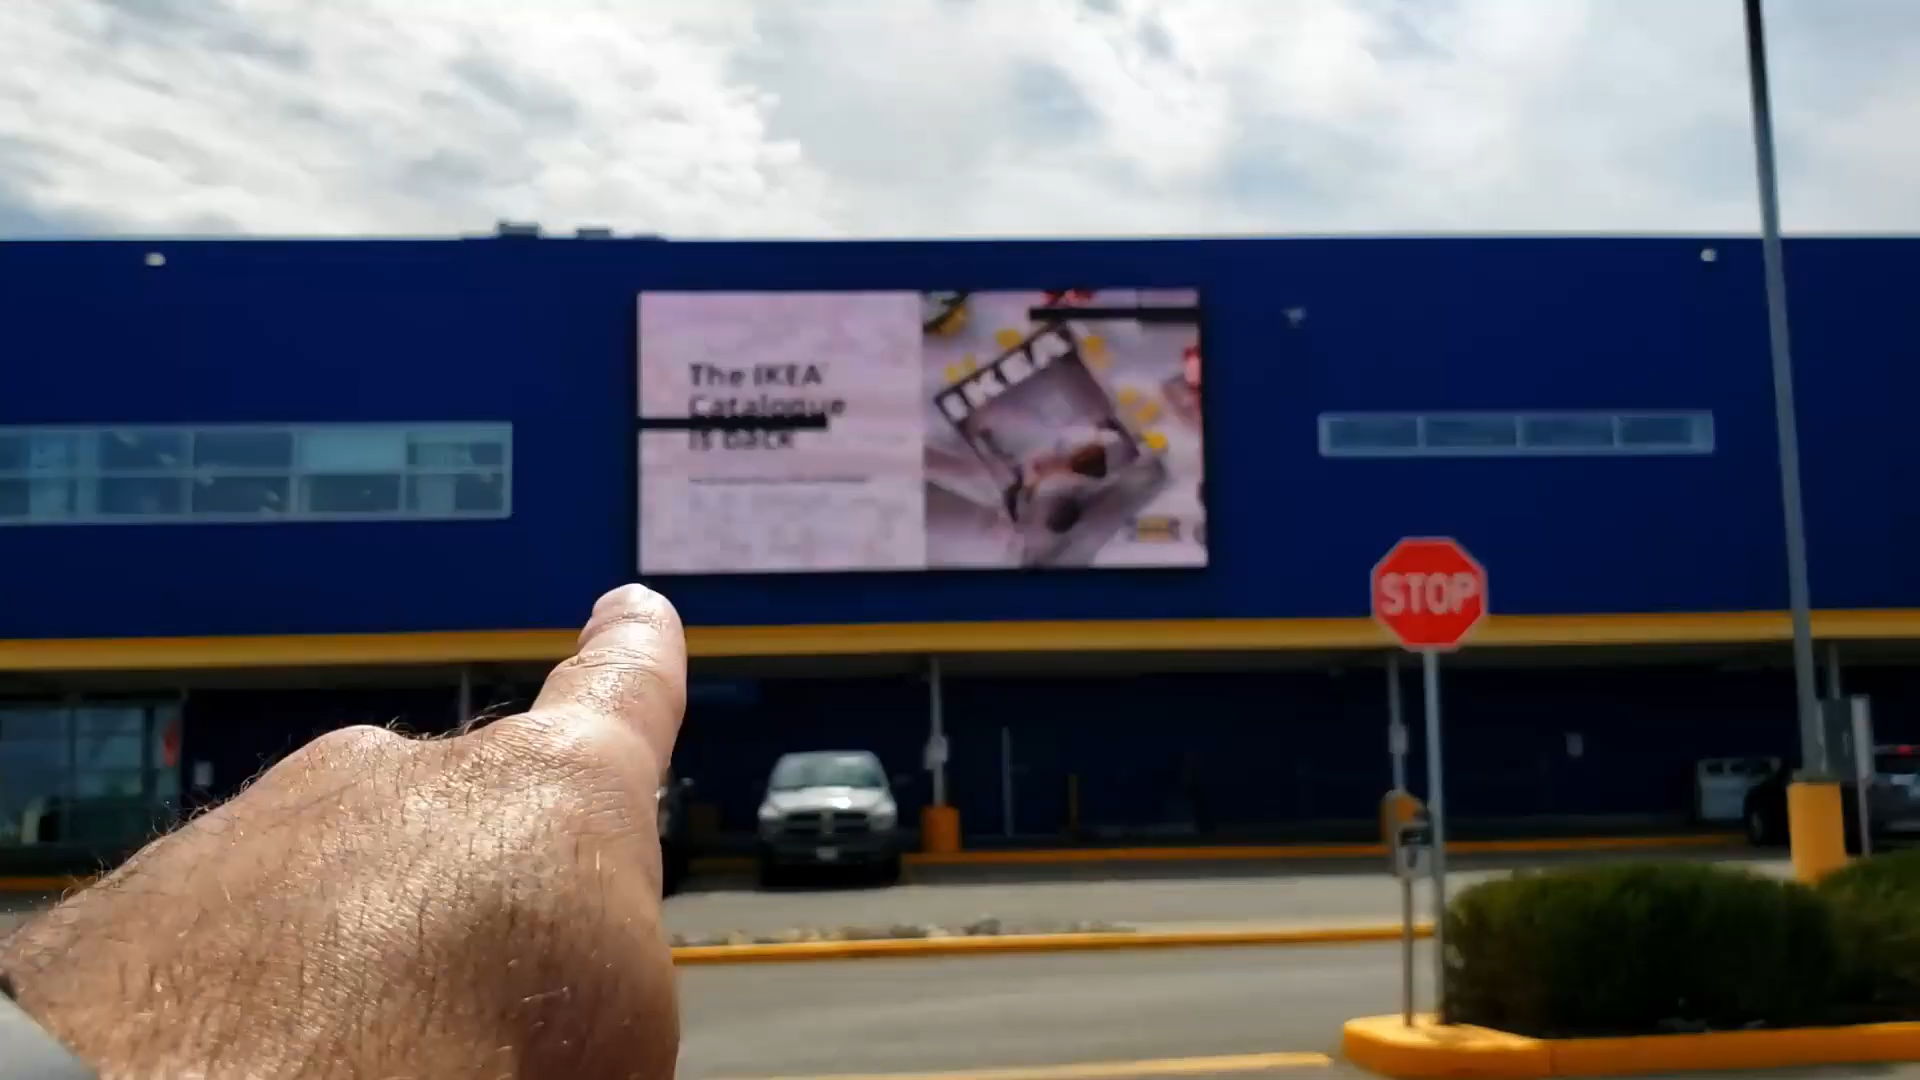 The IKEA
Catalogue
is back
IKEA
STOP